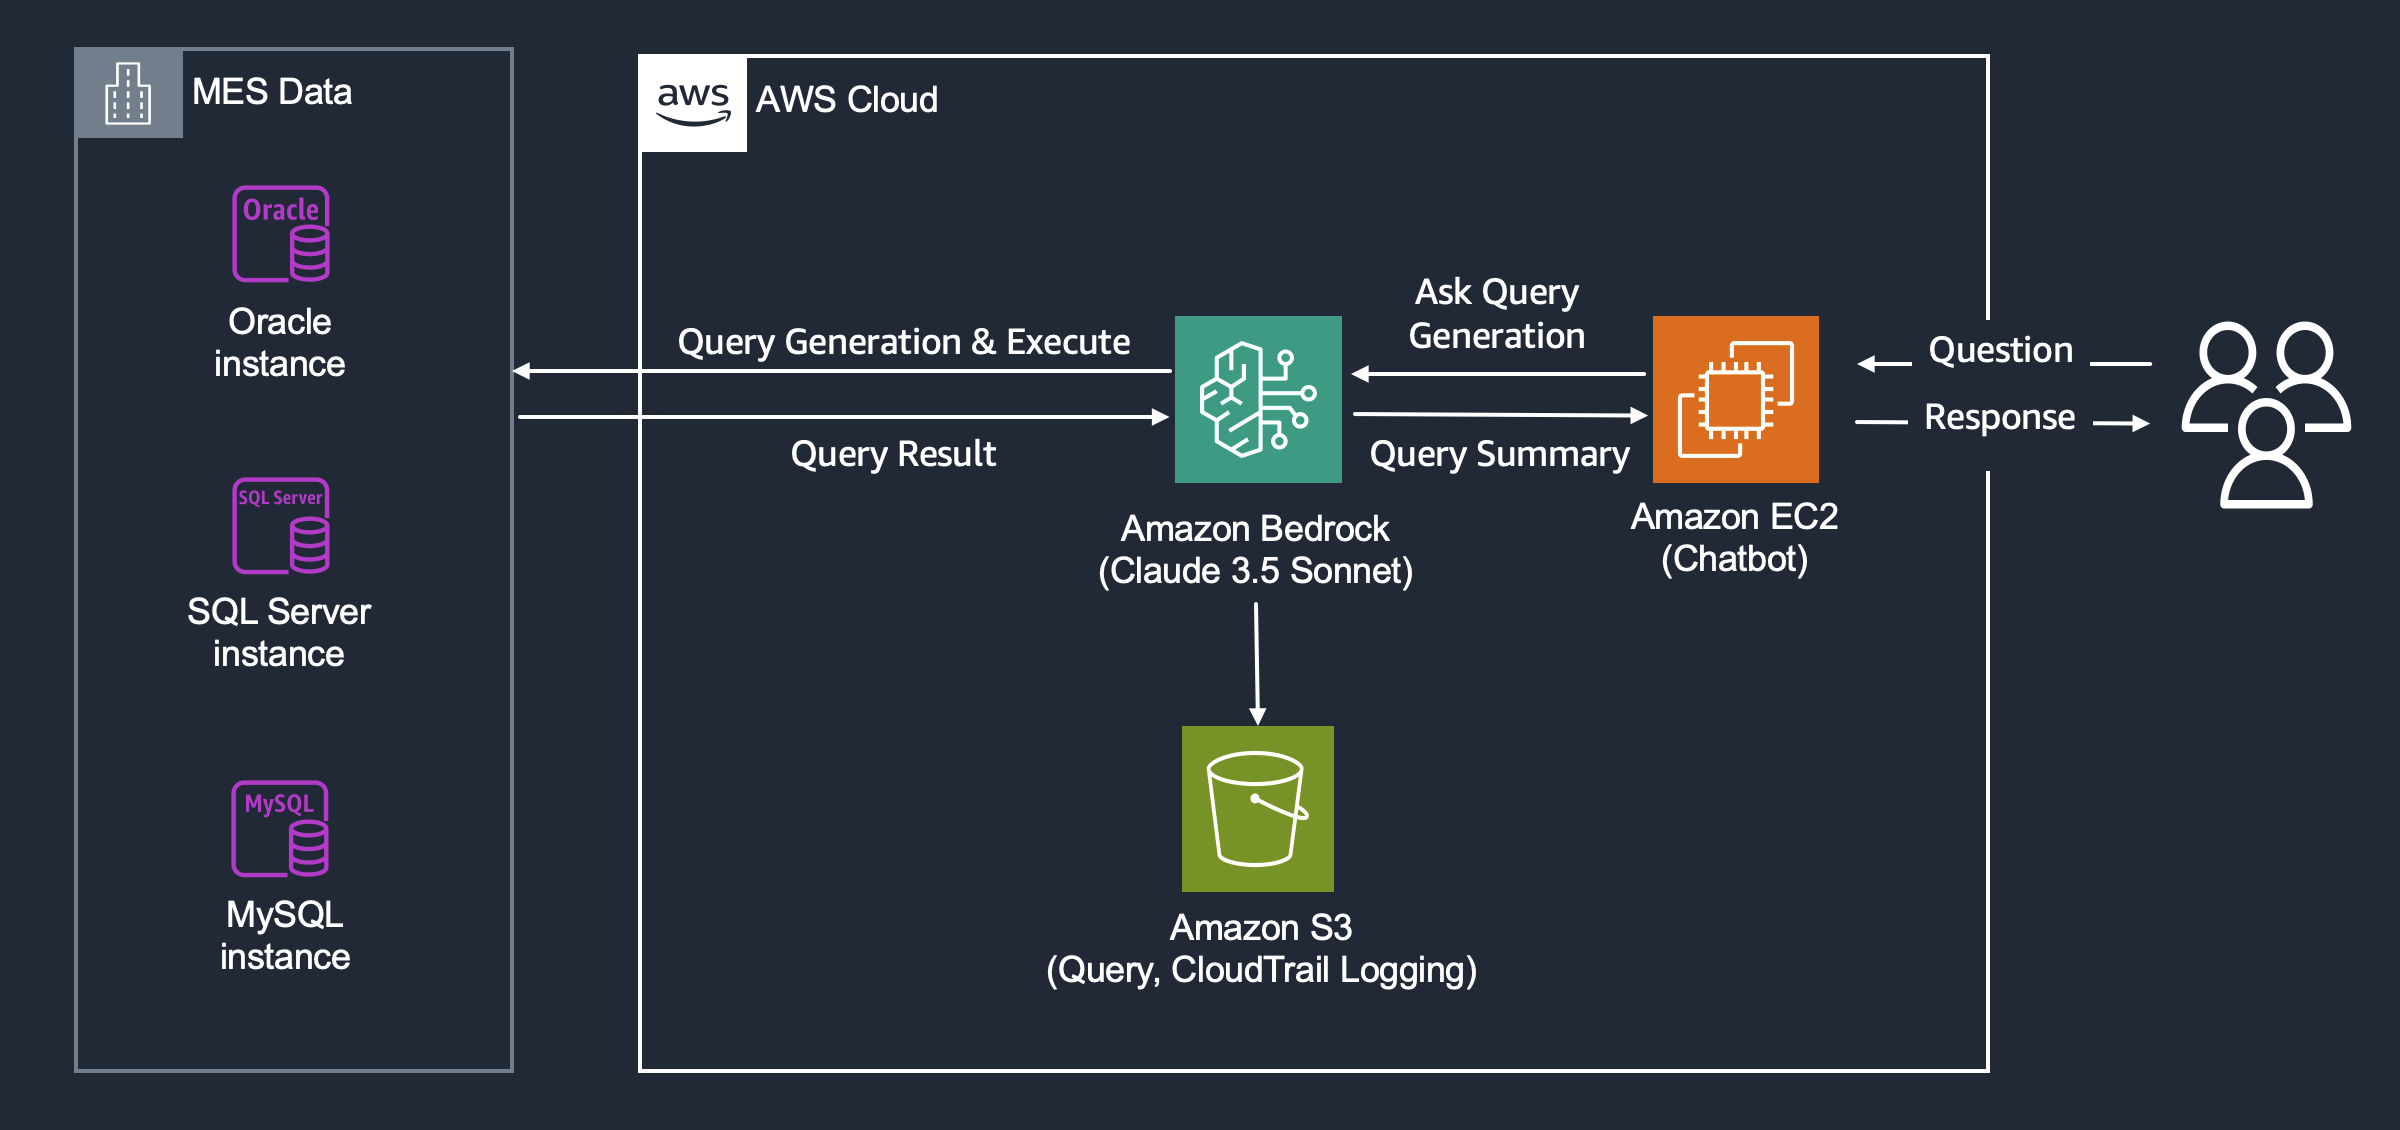 MES Data
Oracle
Oracle
instance
SQL Server
SQL Server
instance
MySQL
MySQL
instance
aws
AWS Cloud
Query Generation & Execute
Query Result
Ask Query
Generation
Query Summary
Amazon Bedrock
(Claude 3.5 Sonnet)
Amazon EC2
(Chatbot)
Question
Response
Amazon S3
(Query, CloudTrail Logging)